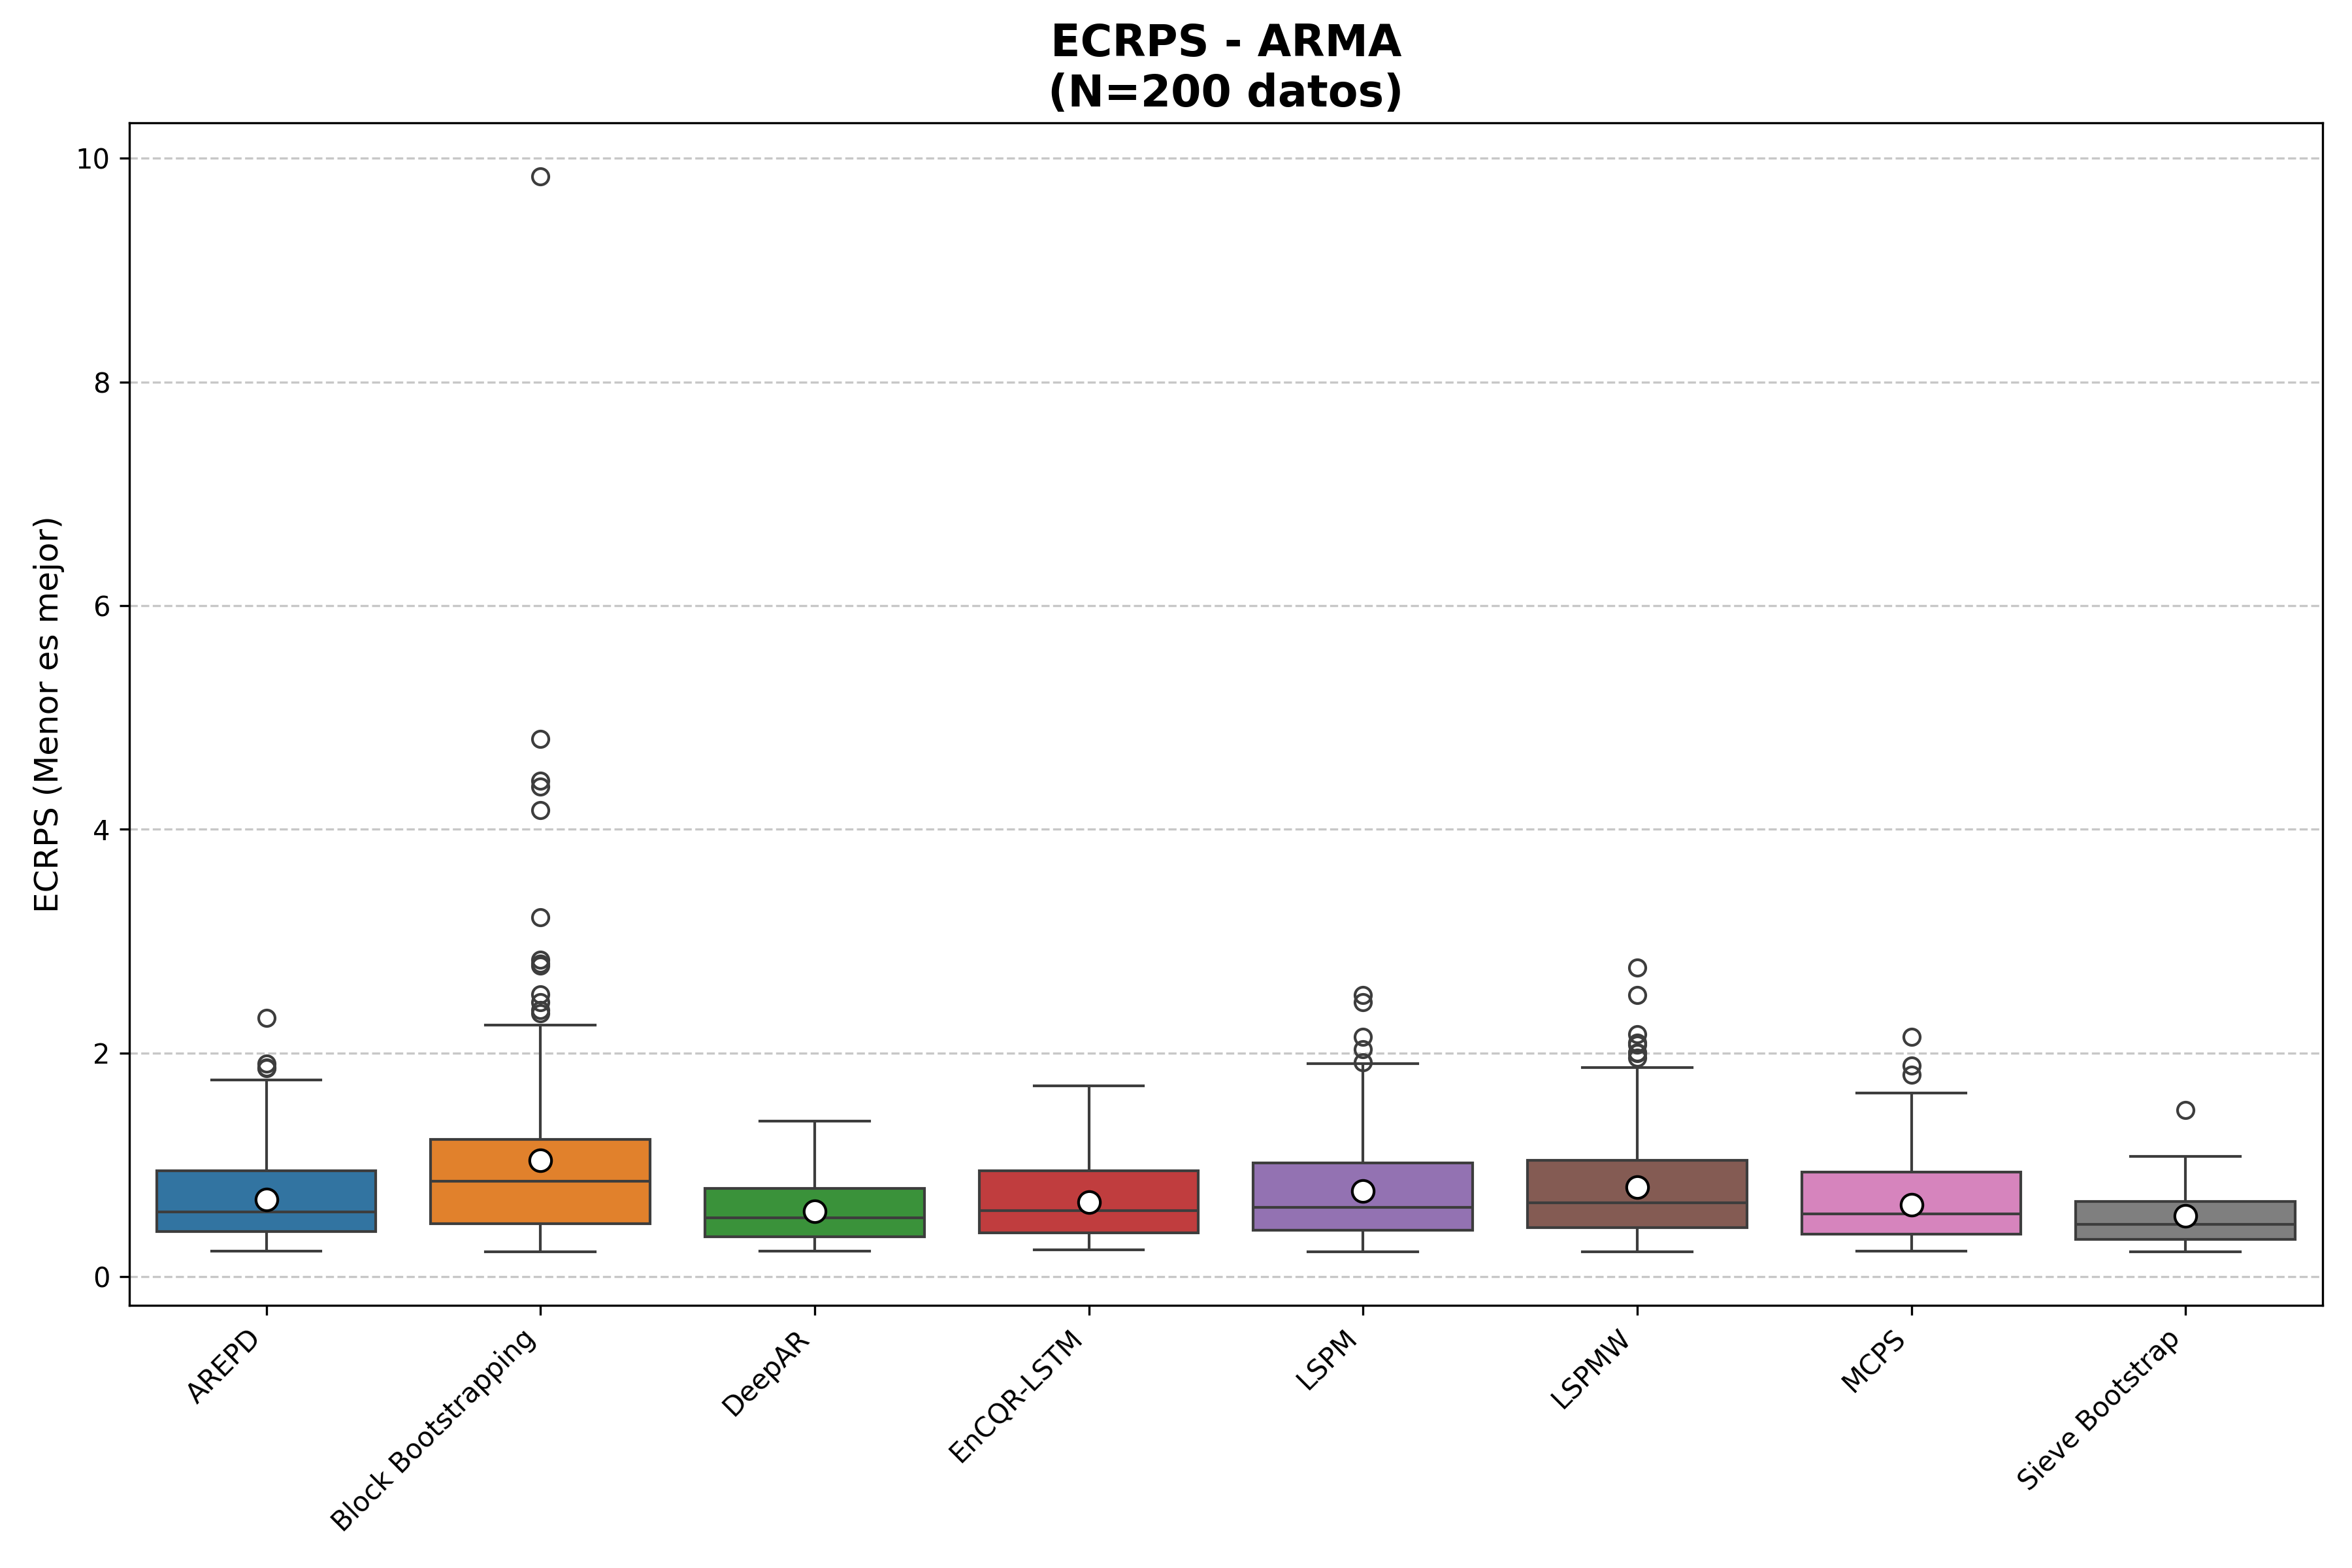 ECRPS - ARMA
(N=200 datos)
ECRPS (Menor es mejor)
10
8
6
4
2
0
AREPD
Block Bootstrapping
DeepAR
EnCQR-LSTM
LSPM
LSPMW
MCPS
Sieve Bootstrap